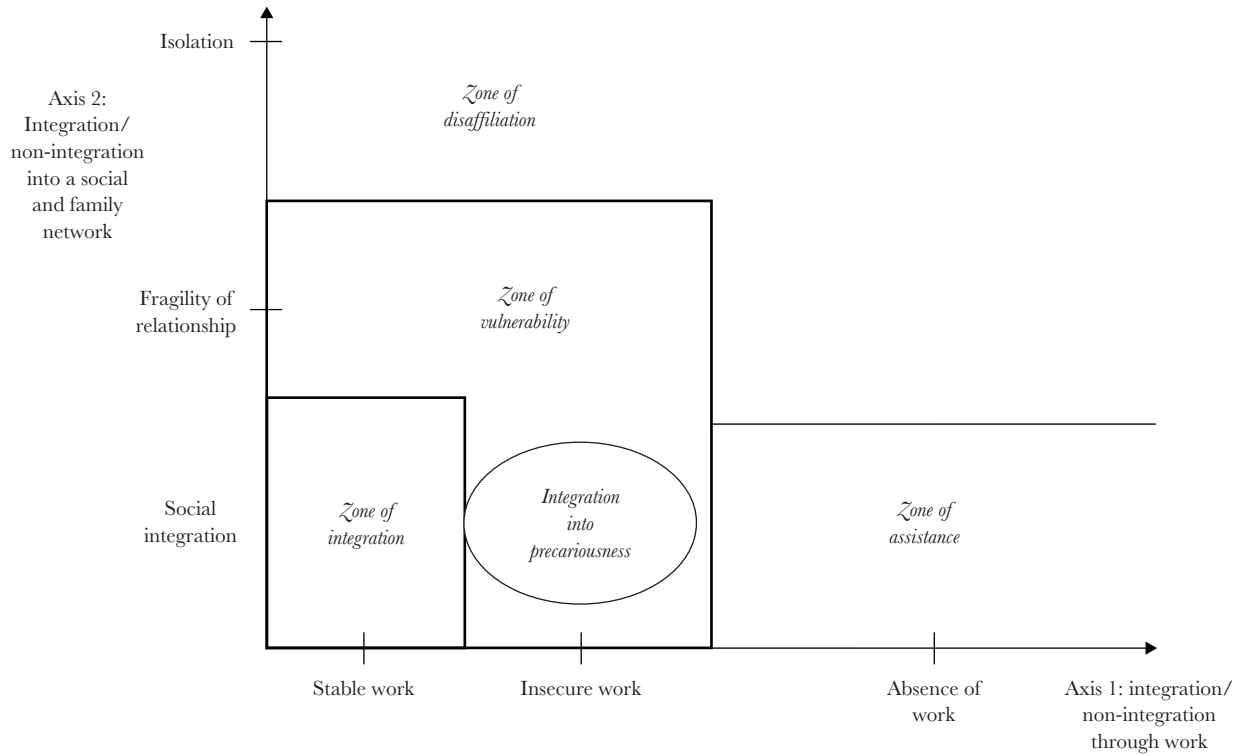 Isolation
Axis 2:
Integration/
non-integration
into a social
and family
network
Zone of
disaffiliation
Fragility of
relationship
Zone of
vulnerability
Social
integration
Zone of
integration
Integration
into
precariousness
Zone of
assistance
Stable work
Insecure work
Absence of
work
Axis 1: integration/
non-integration
through work